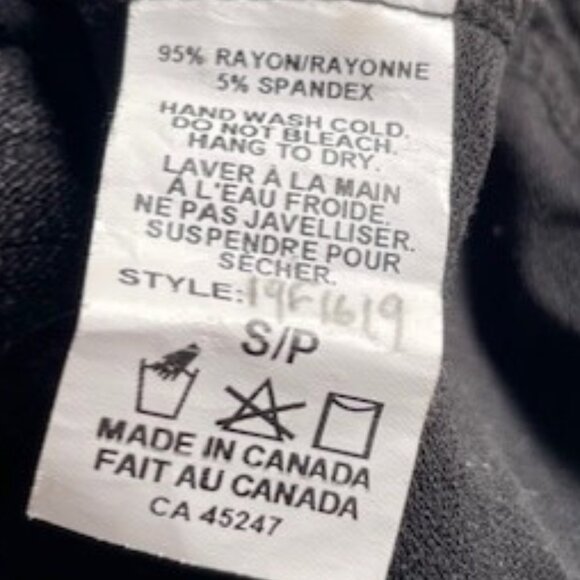 95% RAYON/RAYONNE
5% SPANDEX
HAND WASH COLD.
DO NOT BLEACH.
HANG TO DRY.
LAVER À LA MAIN
À L'EAU FROIDE.
NE PAS JAVELLISER.
SUSPENDRE POUR
SÉCHER.
STYLE: 19F1619
S/P
MADE IN CANADA
FAIT AU CANADA
CA 45247